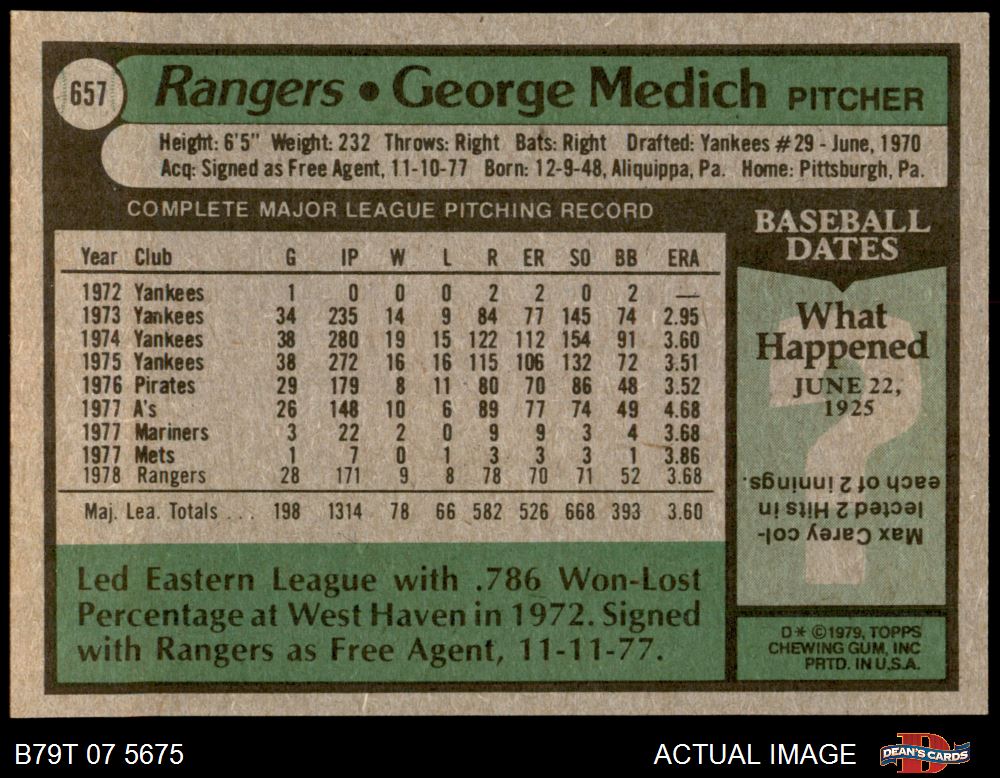 657
Rangers • George Medich PITCHER
Height: 6'5" Weight: 232 Throws: Right Bats: Right Drafted: Yankees #29 - June, 1970
Acq: Signed as Free Agent, 11-10-77 Born: 12-9-48, Aliquippa, Pa. Home: Pittsburgh, Pa.
COMPLETE MAJOR LEAGUE PITCHING RECORD
Year Club G IP W L R ER SO BB ERA
1972 Yankees 1 0 0 0 2 2 0 2 —
1973 Yankees 34 235 14 9 84 77 145 74 2.95
1974 Yankees 38 280 19 15 122 112 154 91 3.60
1975 Yankees 38 272 16 16 115 106 132 72 3.51
1976 Pirates 29 179 8 11 80 70 86 48 3.52
1977 A's 26 148 10 6 89 77 74 49 4.68
1977 Mariners 3 22 2 0 9 9 3 4 3.68
1977 Mets 1 7 0 1 3 3 3 1 3.86
1978 Rangers 28 171 9 8 78 70 71 52 3.68
Maj. Lea. Totals ... 198 1314 78 66 582 526 668 393 3.60
Led Eastern League with .786 Won-Lost
Percentage at West Haven in 1972. Signed
with Rangers as Free Agent, 11-11-77.
BASEBALL
DATES
What
Happened
JUNE 22,
1925
?
Max Carey col-
lected 2 Hits in
each of 2 innings.
D* ©1979, TOPPS
CHEWING GUM, INC
PRTD. IN U.S.A.
B79T 07 5675
ACTUAL IMAGE
D
DEAN'S CARDS